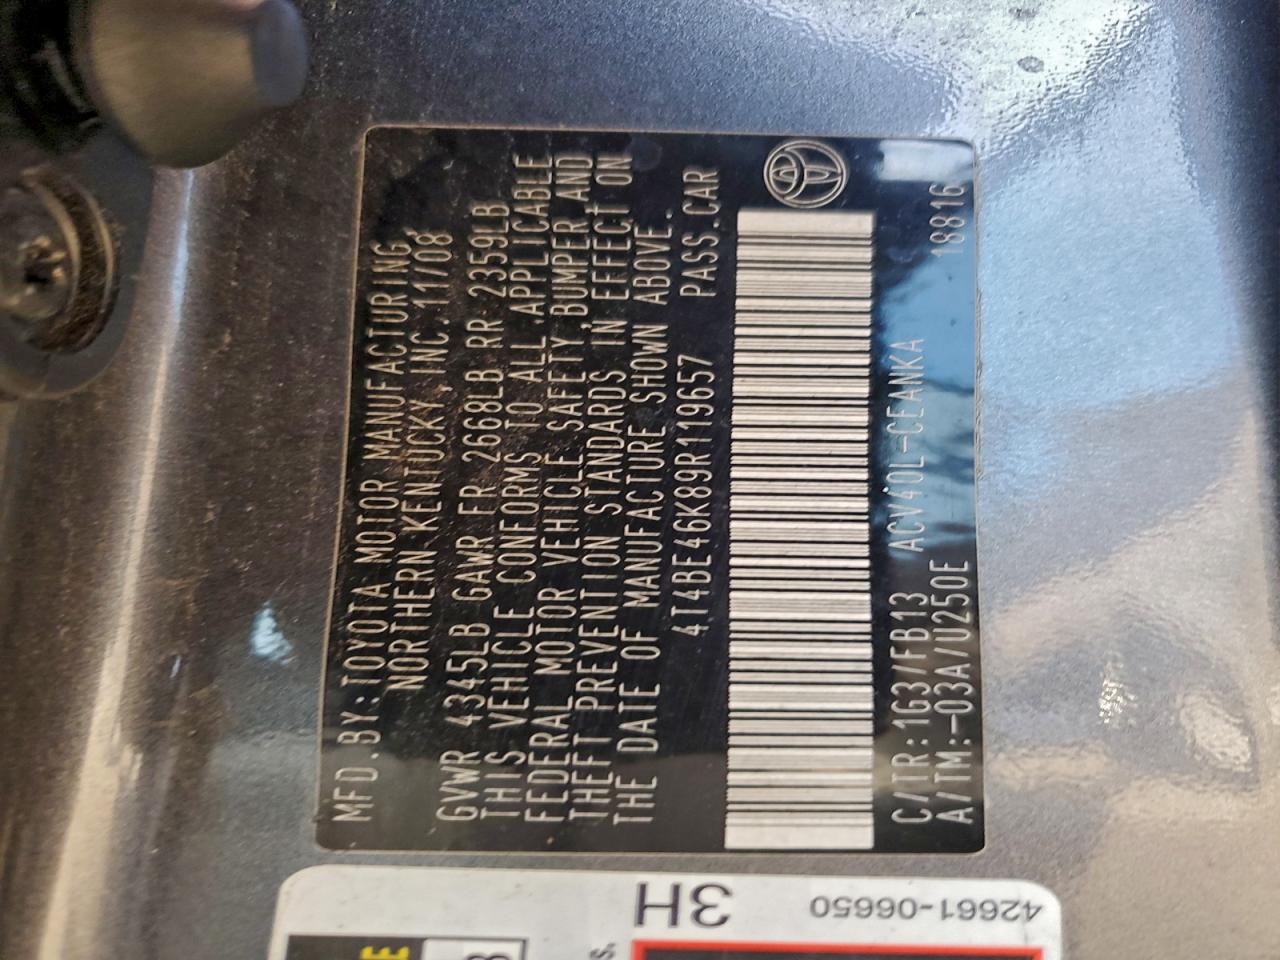 MFD.BY:TOYOTA MOTOR MANUFACTURING
NORTHERN KENTUCKY, INC. 11/08
GVWR 4345LB GAWR FR 2668LB RR 2359LB
THIS VEHICLE CONFORMS TO ALL APPLICABLE
FEDERAL MOTOR VEHICLE SAFETY,BUMPER AND
THEFT PREVENTION STANDARDS IN EFFECT ON
THE DATE OF MANUFACTURE SHOWN ABOVE.
4T4BE46K89R119657 PASS.CAR
C/TR:1G3/FB13 ACV40L-CEANKA 18816
A/TM:-03A/U250E
42661-06650 3H